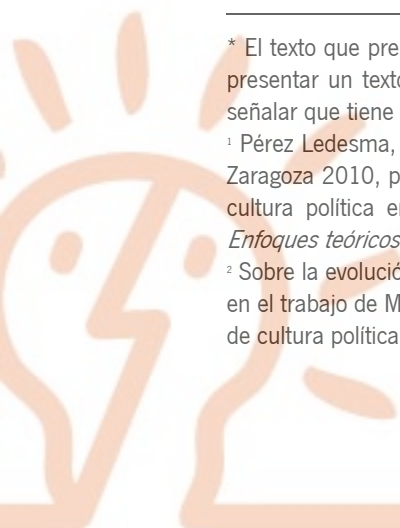 * El texto que pre
presentar un texto
señalar que tiene
¹ Pérez Ledesma,
Zaragoza 2010, p
cultura política e
Enfoques teóricos
² Sobre la evolució
en el trabajo de M
de cultura política